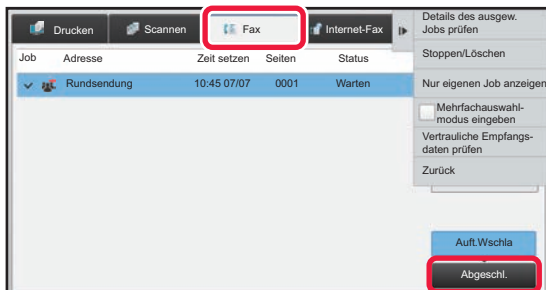 Drucken
Scannen
Fax
Internet-Fax
Job Adresse Zeit setzen Seiten Status
Rundsendung 10:45 07/07 0001 Warten
Details des ausgew.
Jobs prüfen
Stoppen/Löschen
Nur eigenen Job anzeigen
Mehrfachauswahl-
modus eingeben
Vertrauliche Empfangs-
daten prüfen
Zurück
Auft.Wschla
Abgeschl.